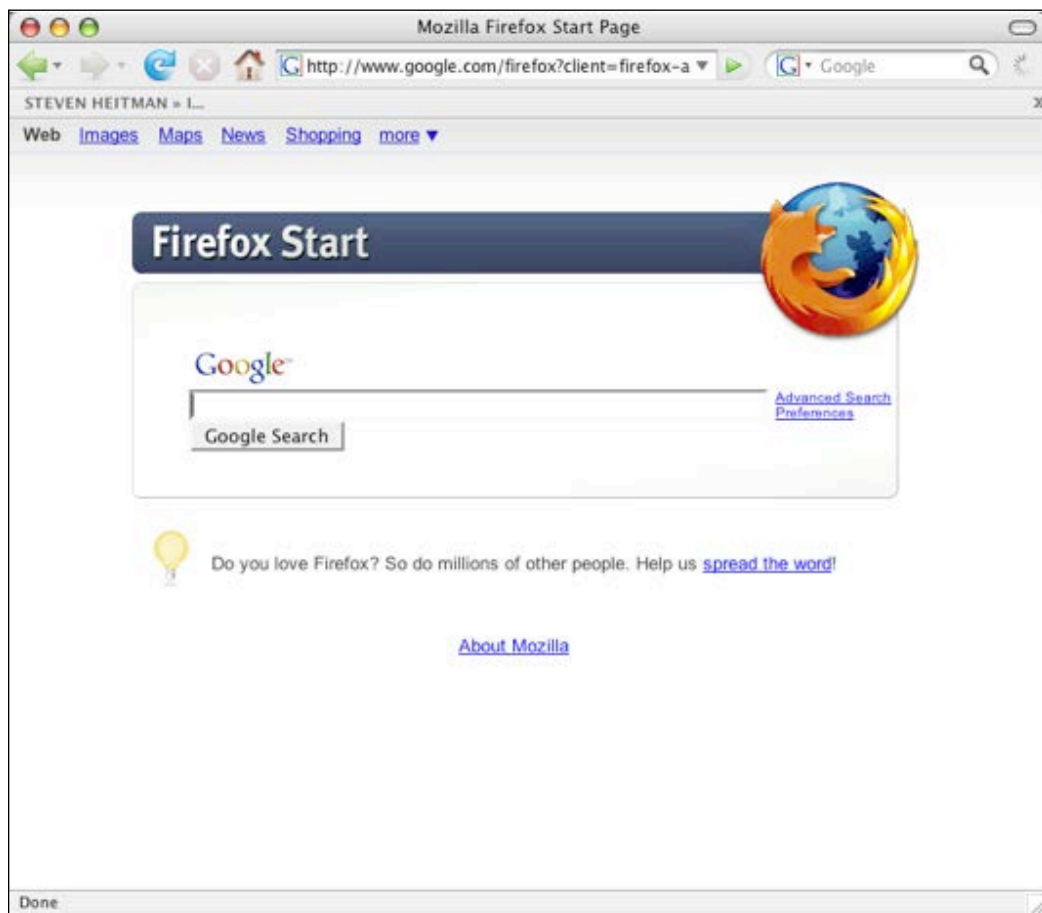 Mozilla Firefox Start Page
http://www.google.com/firefox?client=firefox-a Google
STEVEN HEITMAN » I...
Web Images Maps News Shopping more ▼
Firefox Start
Google™
Advanced Search
Preferences
Google Search
Do you love Firefox? So do millions of other people. Help us spread the word!
About Mozilla
Done